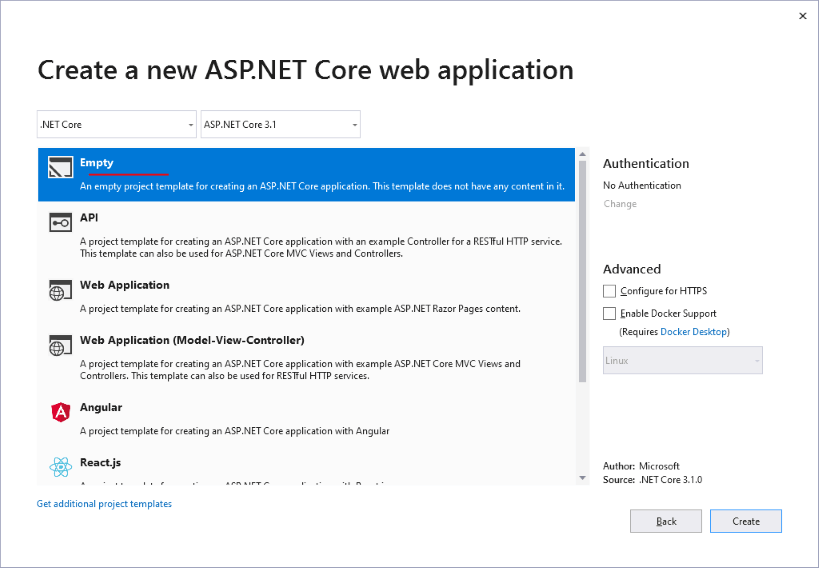 Create a new ASP.NET Core web application
.NET Core
ASP.NET Core 3.1
Empty
An empty project template for creating an ASP.NET Core application. This template does not have any content in it.
API
A project template for creating an ASP.NET Core application with an example Controller for a RESTful HTTP service.
This template can also be used for ASP.NET Core MVC Views and Controllers.
Web Application
A project template for creating an ASP.NET Core application with example ASP.NET Razor Pages content.
Web Application (Model-View-Controller)
A project template for creating an ASP.NET Core application with example ASP.NET Core MVC Views and
Controllers. This template can also be used for RESTful HTTP services.
Angular
A project template for creating an ASP.NET Core application with Angular
React.js
Get additional project templates
Authentication
No Authentication
Change
Advanced
Configure for HTTPS
Enable Docker Support
(Requires Docker Desktop)
Linux
Author: Microsoft
Source: .NET Core 3.1.0
Back
Create